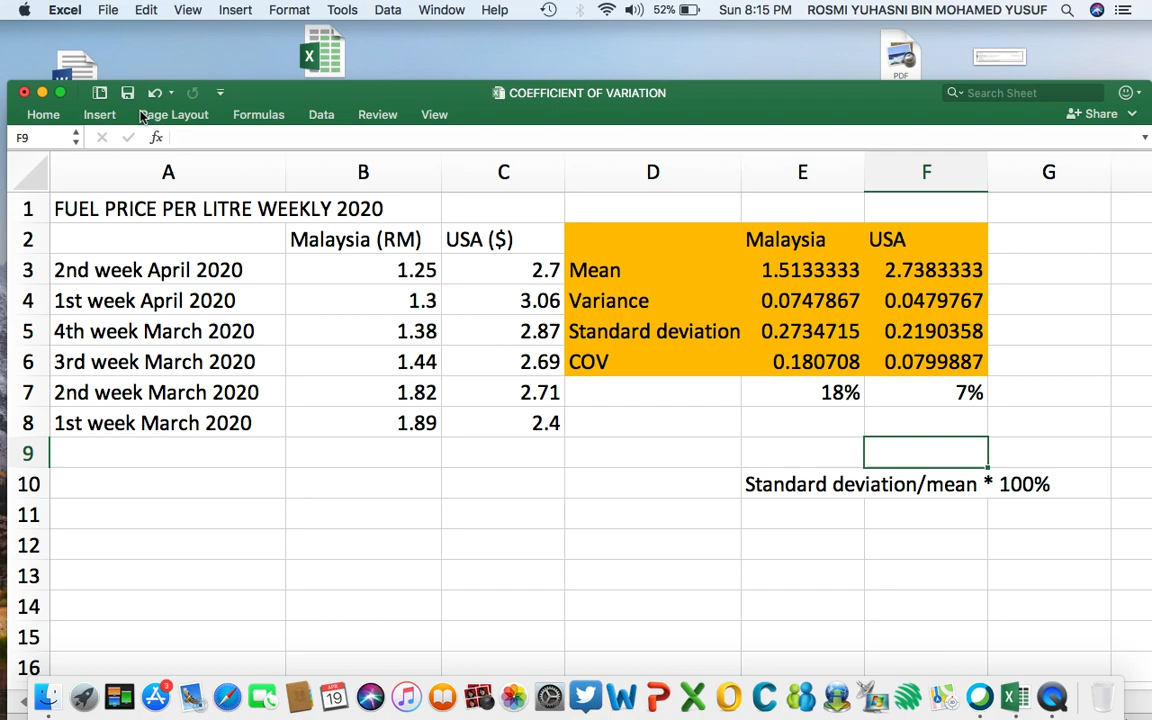 Excel File Edit View Insert Format Tools Data Window Help 52% Sun 8:15 PM ROSMI YUHASNI BIN MOHAMED YUSUF
PDF
COEFFICIENT OF VARIATION Search Sheet
Home Insert Page Layout Formulas Data Review View Share
F9 fx
A B C D E F G
1 FUEL PRICE PER LITRE WEEKLY 2020
2 Malaysia (RM) USA ($) Malaysia USA
3 2nd week April 2020 1.25 2.7 Mean 1.5133333 2.7383333
4 1st week April 2020 1.3 3.06 Variance 0.0747867 0.0479767
5 4th week March 2020 1.38 2.87 Standard deviation 0.2734715 0.2190358
6 3rd week March 2020 1.44 2.69 COV 0.180708 0.0799887
7 2nd week March 2020 1.82 2.71 18% 7%
8 1st week March 2020 1.89 2.4
9
10 Standard deviation/mean * 100%
11
12
13
14
15
16
3
APR
19